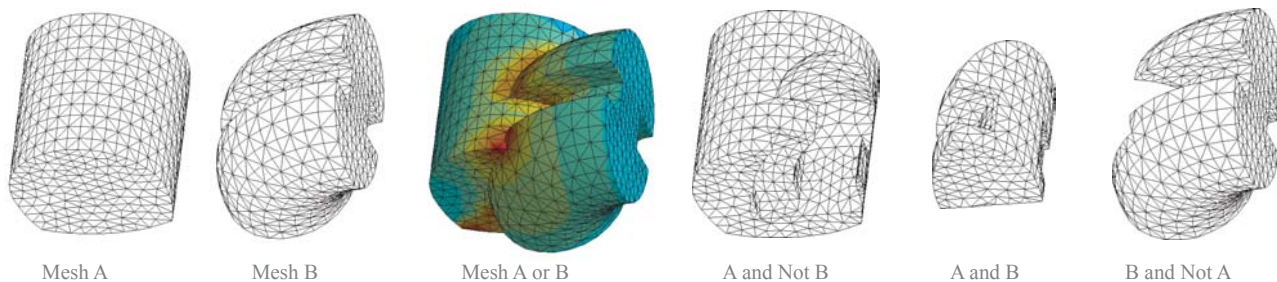 Mesh A
Mesh B
Mesh A or B
A and Not B
A and B
B and Not A